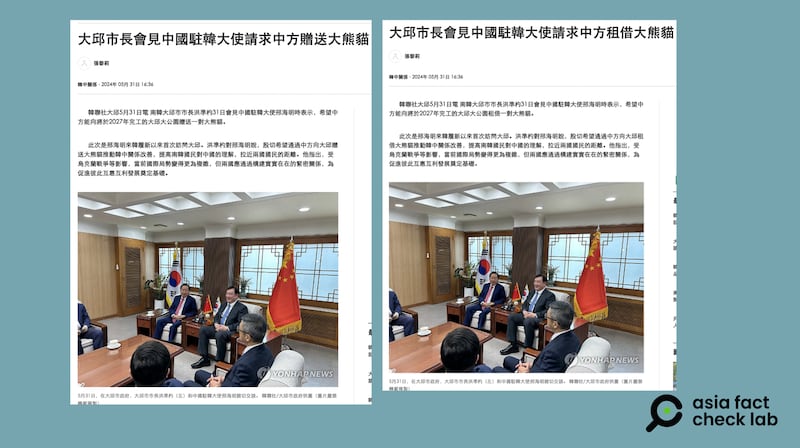 大邱市長會見中國駐韓大使請求中方贈送大熊貓
張黎莉
韓中關係 - 2024年 05月 31日 16:36
韓聯社大邱5月31日電 南韓大邱市市長洪準杓31日會見中國駐韓大使邢海明時表示，希望中
方能向將於2027年完工的大邱大公園贈送一對大熊貓。
此次是邢海明來韓履新以來首次訪問大邱。洪準杓對邢海明說，殷切希望通過中方向大邱贈
送大熊貓推動韓中關係改善，提高南韓國民對中國的理解，拉近兩國國民的距離。他指出，受
烏克蘭戰爭等影響，當前國際局勢變得更為複雜，但兩國應通過構建實實在在的緊密關係，為
促進彼此互惠互利發展奠定基礎。
YONHAPNEWS
5月31日，在大邱市政府，大邱市市長洪準杓（左）和中國駐韓大使邢海明親切交談。 韓聯社/大邱市政府供圖（圖片嚴禁
轉載複製）
大邱市長會見中國駐韓大使請求中方租借大熊貓
張黎莉
韓中關係 - 2024年 05月 31日 16:36
韓聯社大邱5月31日電 南韓大邱市市長洪準杓31日會見中國駐韓大使邢海明時表示，希望中
方能向將於2027年完工的大邱大公園租借一對大熊貓。
此次是邢海明來韓履新以來首次訪問大邱。洪準杓對邢海明說，殷切希望通過中方向大邱租
借大熊貓推動韓中關係改善，提高南韓國民對中國的理解，拉近兩國國民的距離。他指出，受
烏克蘭戰爭等影響，當前國際局勢變得更為複雜，但兩國應通過構建實實在在的緊密關係，為
促進彼此互惠互利發展奠定基礎。
YONHAPNEWS
5月31日，在大邱市政府，大邱市市長洪準杓（左）和中國駐韓大使邢海明親切交談。 韓聯社/大邱市政府供圖（圖片嚴禁
轉載複製）
asia fact
check lab